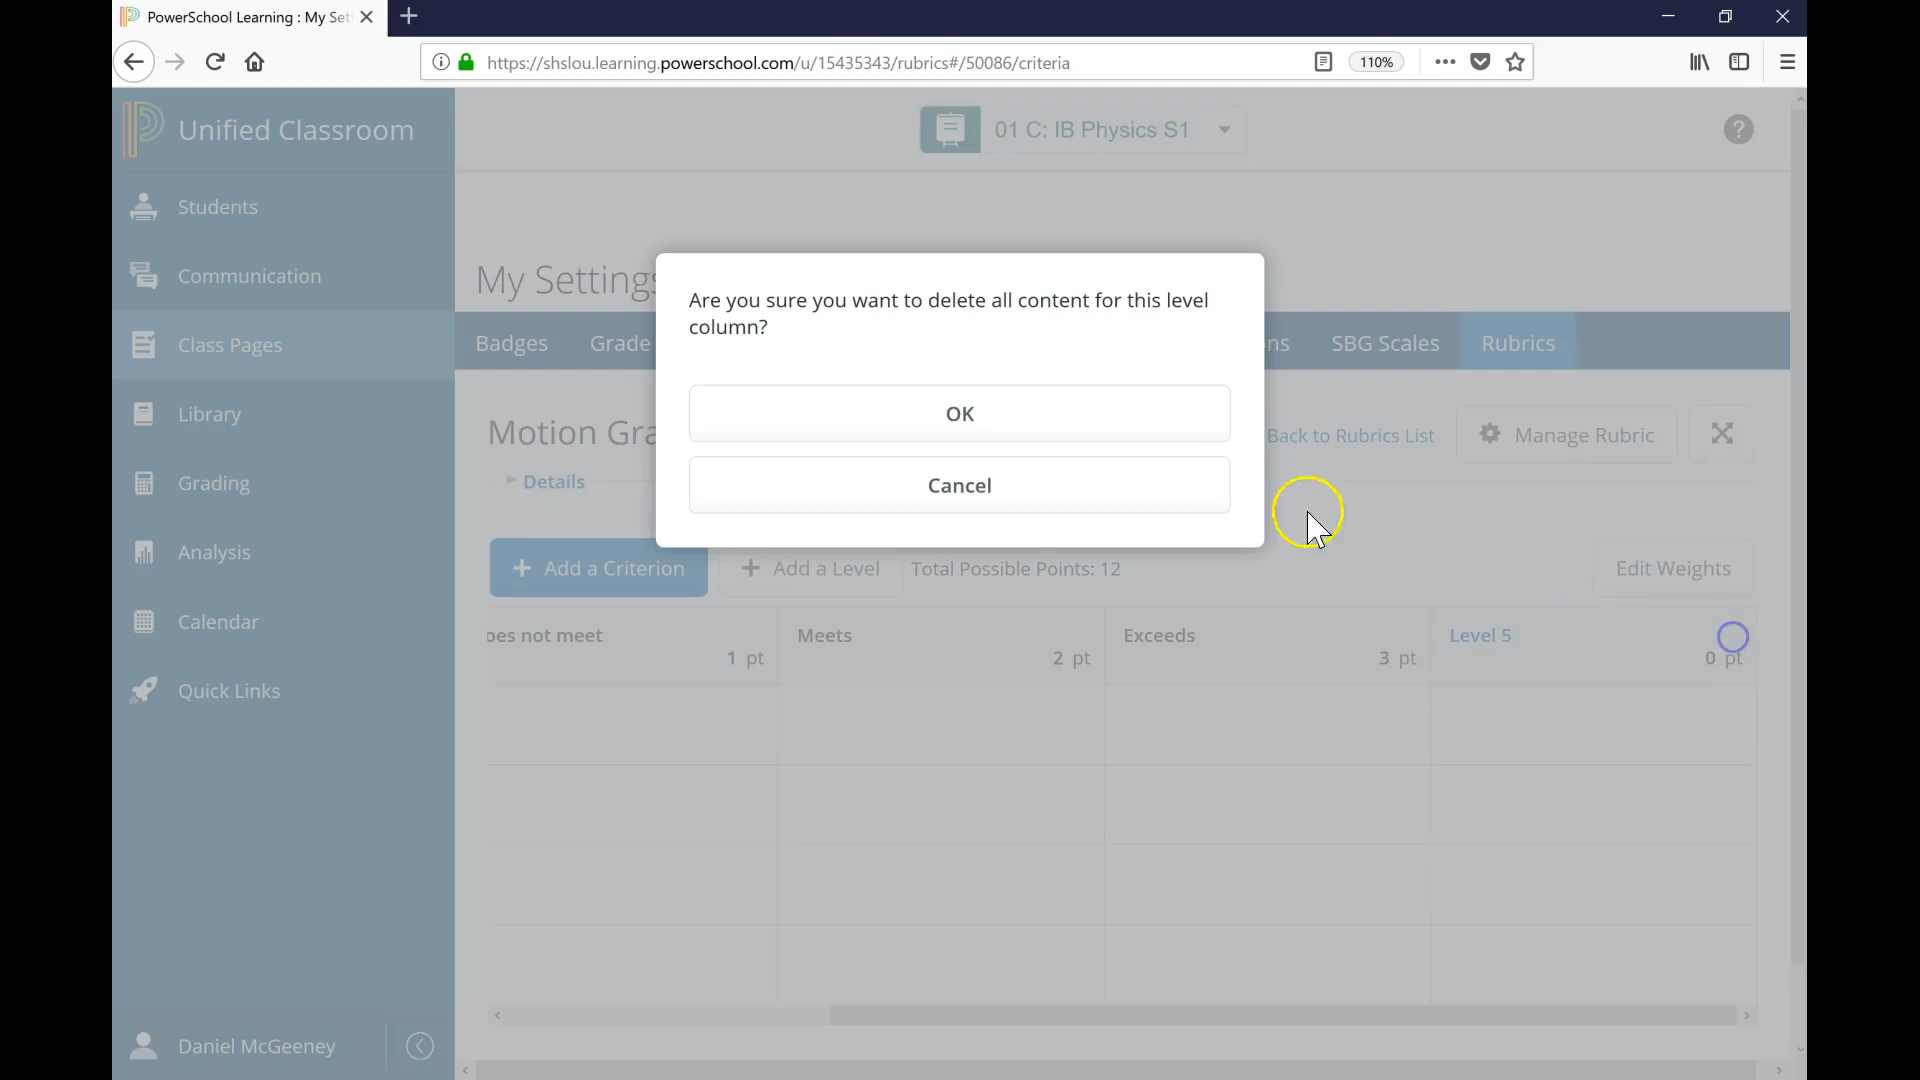 PowerSchool Learning : My Set
https://shslou.learning.powerschool.com/u/15435343/rubrics#/50086/criteria
110%
Unified Classroom
01 C: IB Physics S1
?
Students
Communication
Class Pages
Library
Grading
Analysis
Calendar
Quick Links
Daniel McGeeney
My Settings
Badges
Grade
ns
SBG Scales
Rubrics
Are you sure you want to delete all content for this level
column?
OK
Cancel
Motion Gra
Back to Rubrics List
Manage Rubric
Details
+ Add a Criterion
+ Add a Level
Total Possible Points: 12
Edit Weights
oes not meet
1 pt
Meets
2 pt
Exceeds
3 pt
Level 5
0 pt